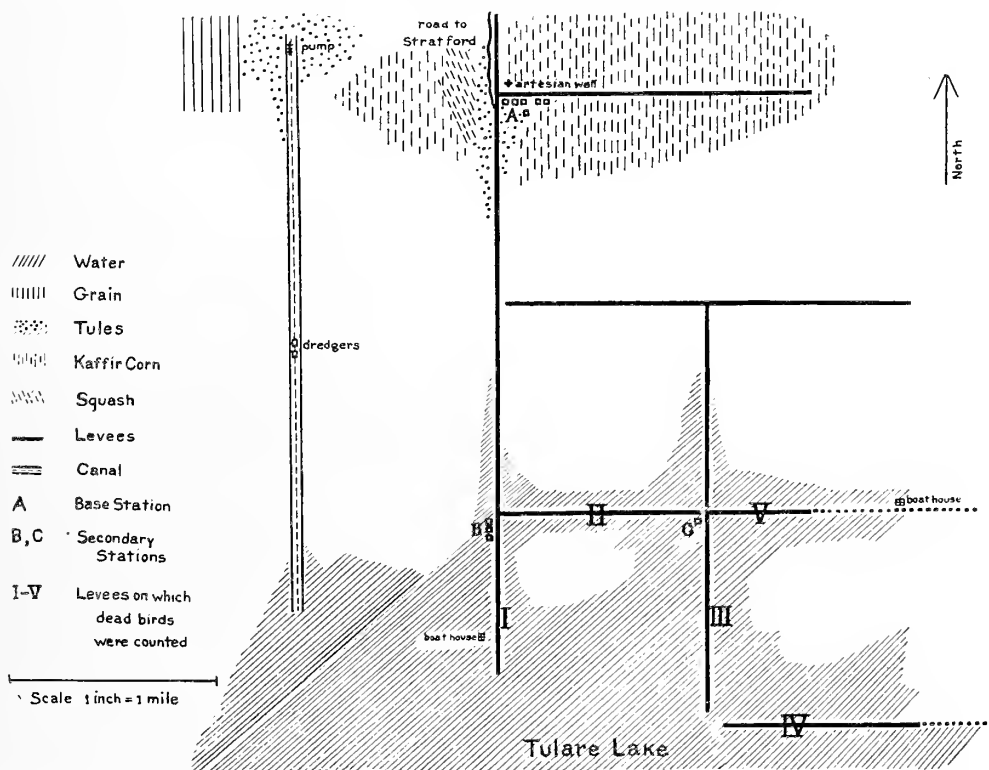 road to
Stratford
pump
artesian well
A
North
dredgers
Water
Grain
Tules
Kaffir Corn
Squash
Levees
Canal
A Base Station
B, C Secondary
Stations
I-V Levees on which
dead birds
were counted
Scale 1 inch = 1 mile
boat house
II
V
B
C
I
III
boat house
IV
Tulare Lake